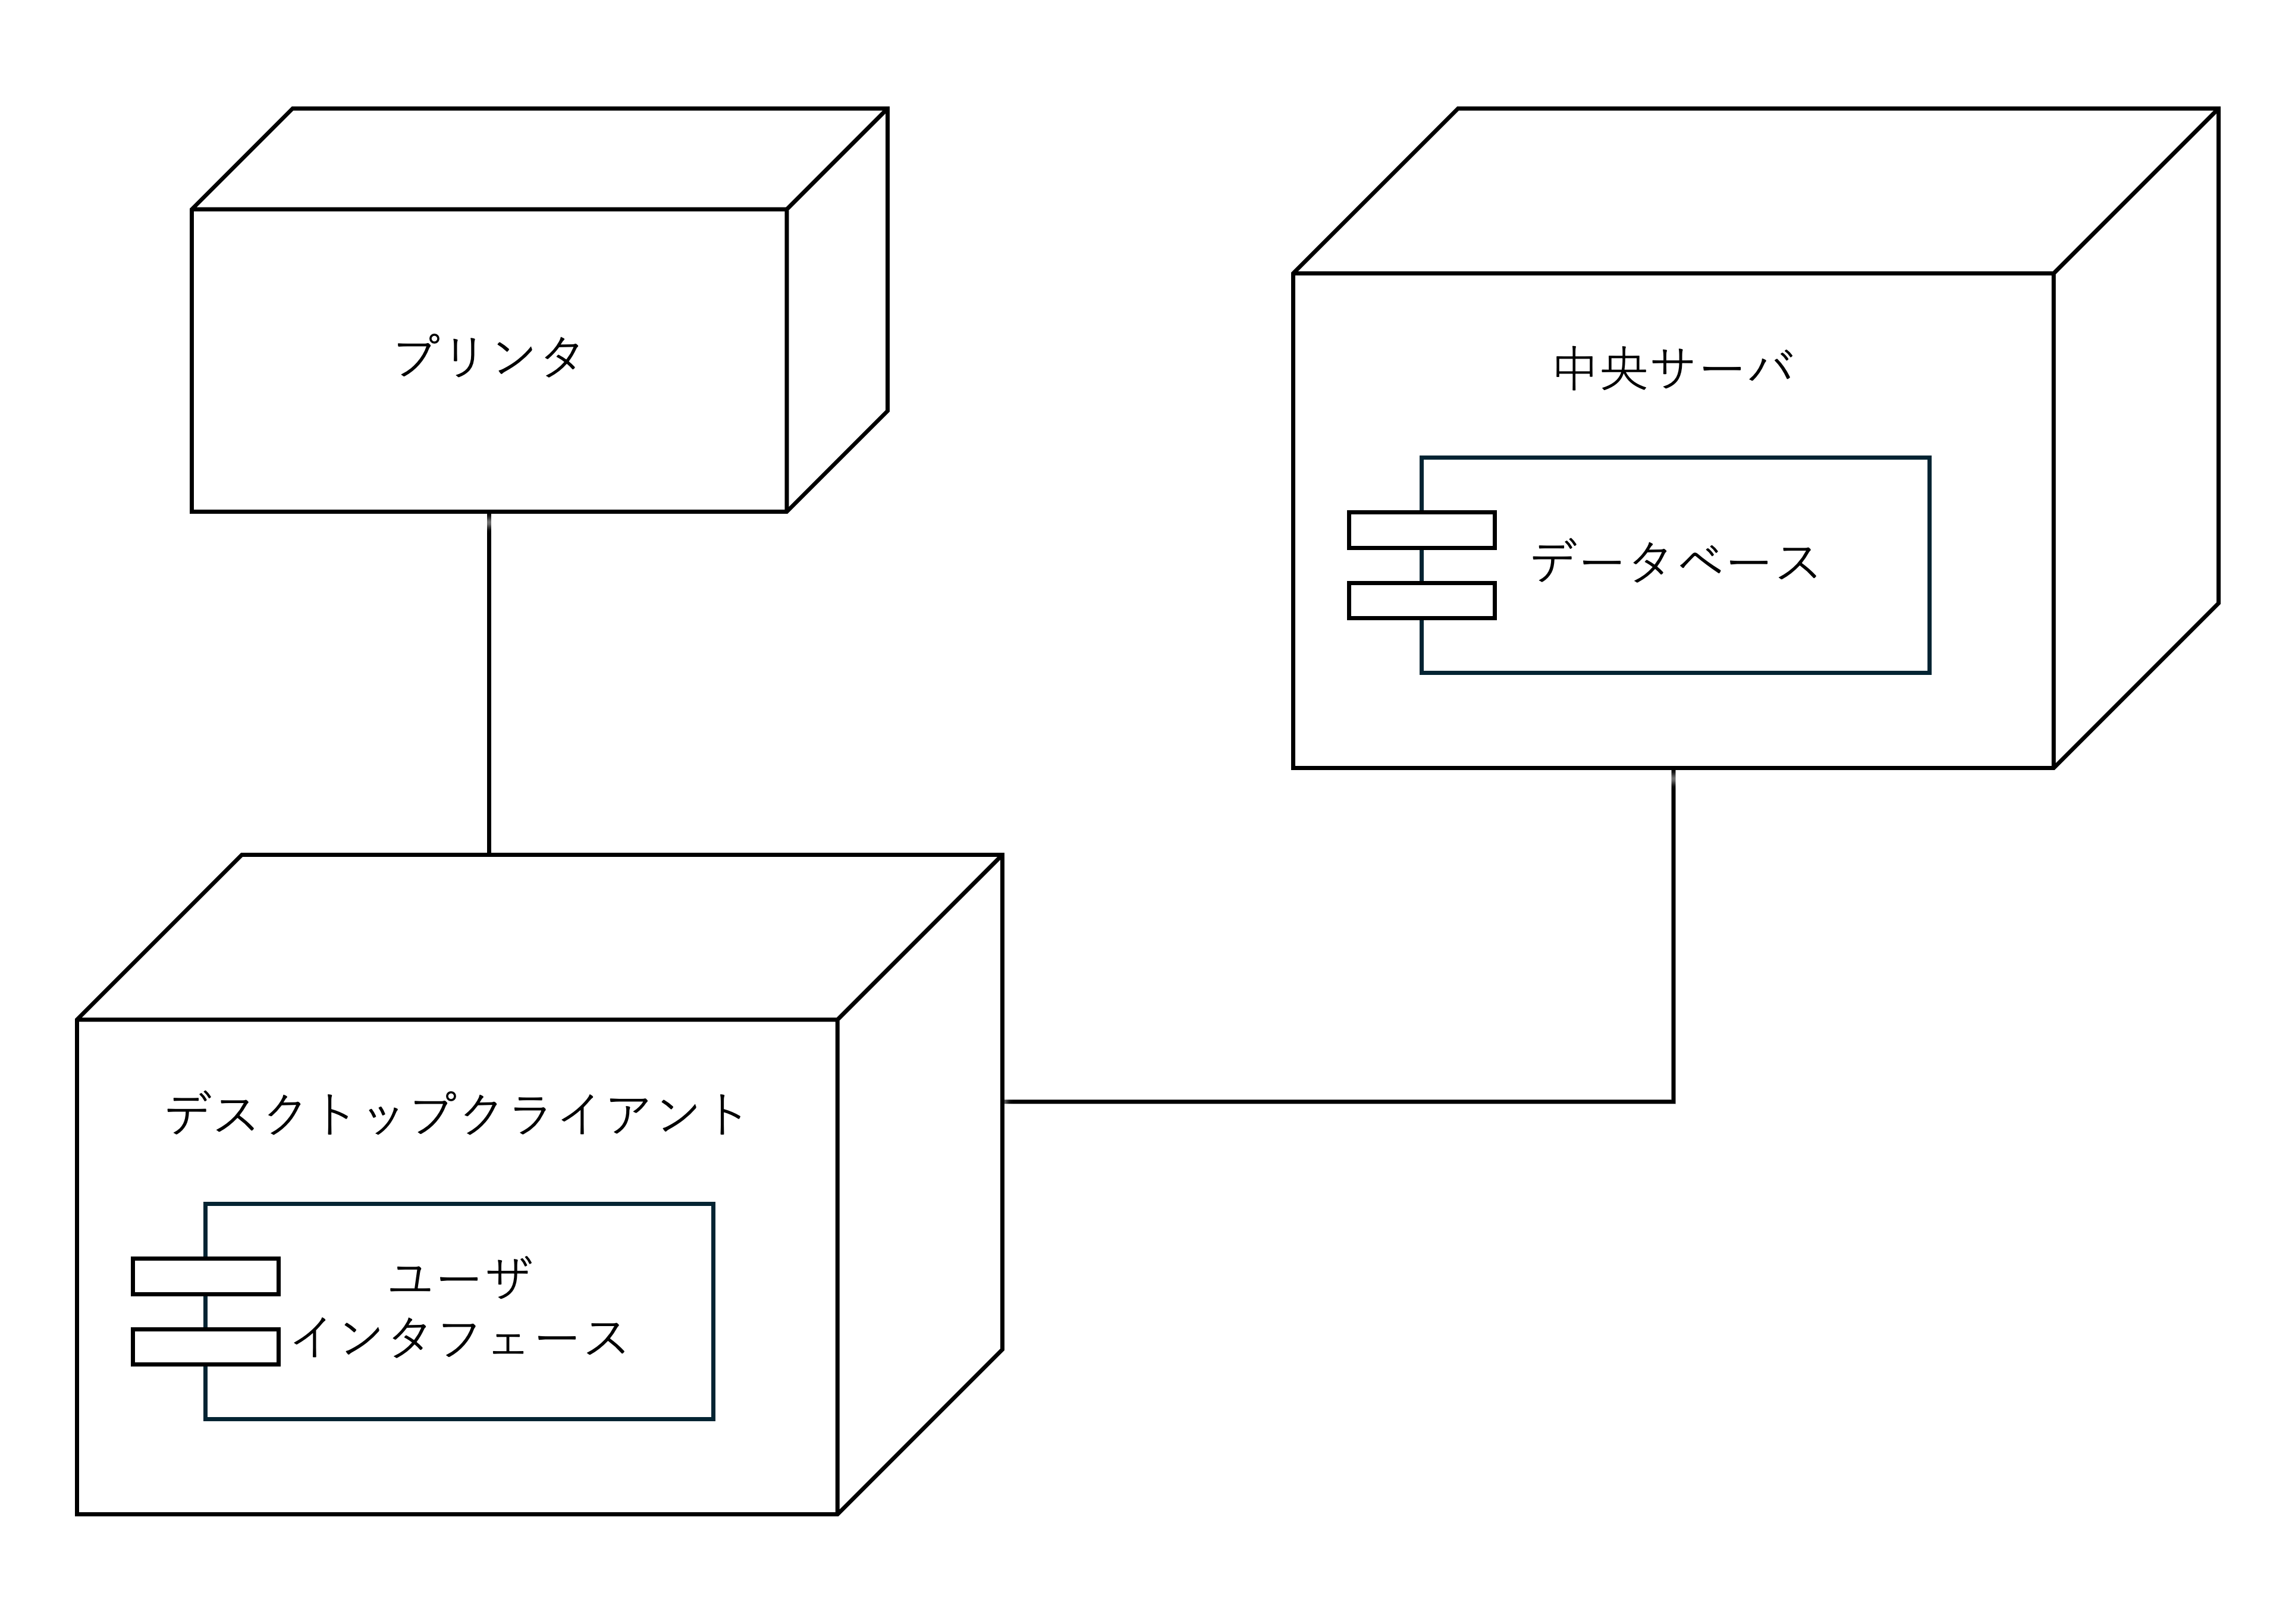 プリンタ
中央サーバ
データベース
デスクトップクライアント
ユーザ
インタフェース